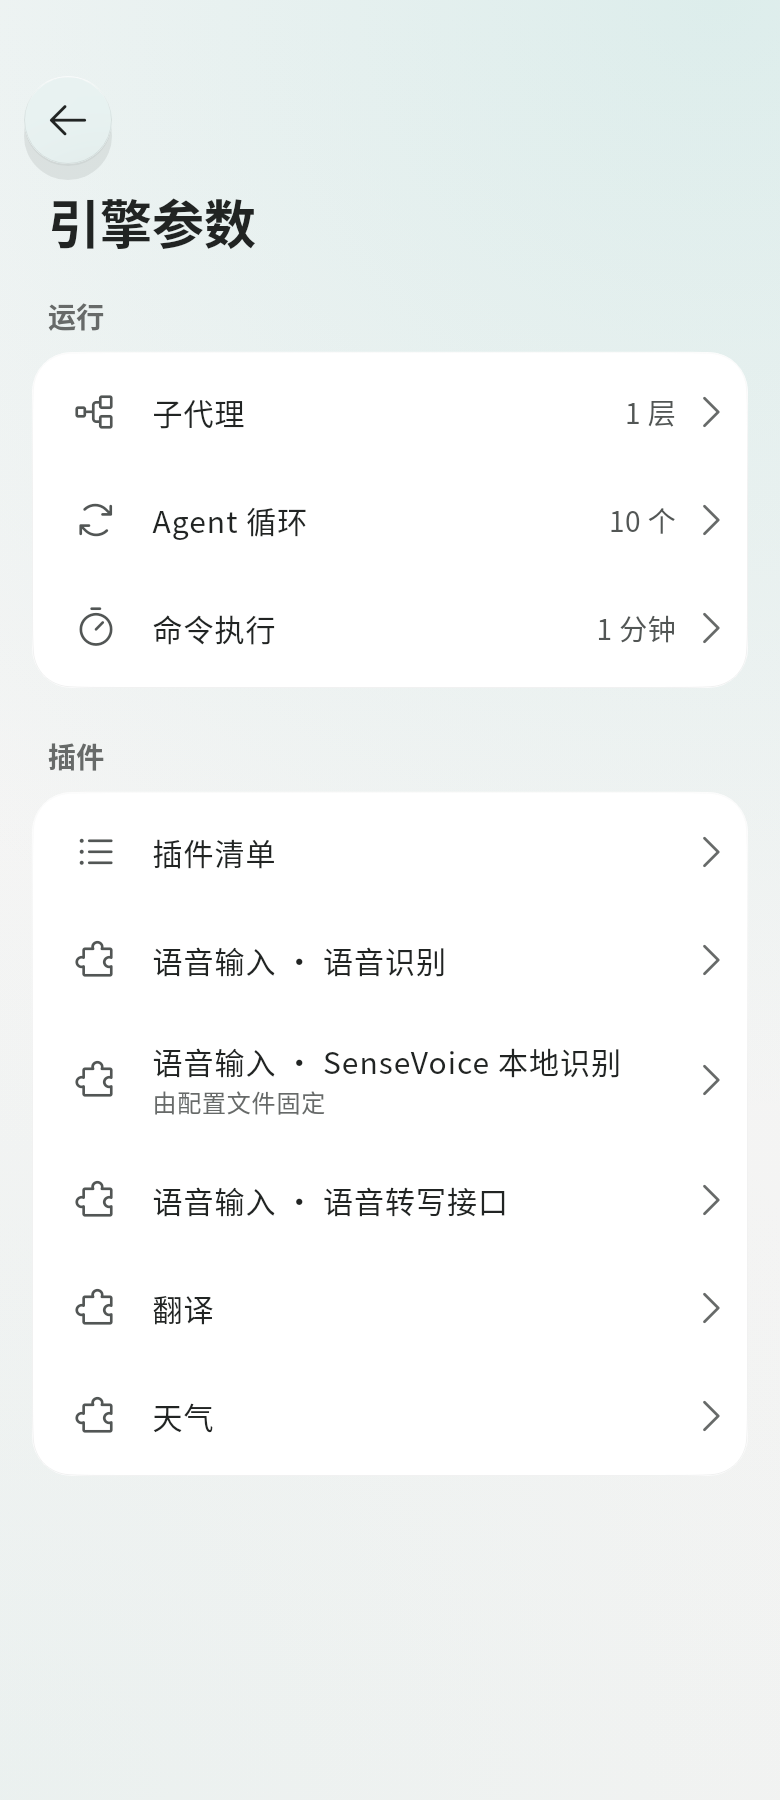 引擎参数
运行
子代理 1 层
Agent 循环 10 个
命令执行 1 分钟
插件
插件清单
语音输入 · 语音识别
语音输入 · SenseVoice 本地识别
由配置文件固定
语音输入 · 语音转写接口
翻译
天气